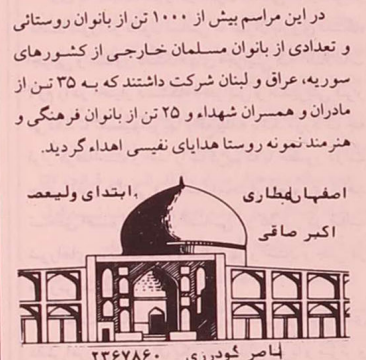 در این مراسم بیش از ۱۰۰۰ تن از بانوان روستائی
و تعدادی از بانوان مسلمان خارجی از کشورهای
سوریه، عراق و لبنان شرکت داشتند که به ۳۵ تن از
مادران و همسران شهداء و ۲۵ تن از بانوان فرهنگی و
هنرمند نمونه روستا هدایای نفیسی اهداء گردید.
اصفهان عطاری ابتدای ولیعصر
اکبر صاقی
ناصر گودرزی ۲۳۶۷۸۶۰